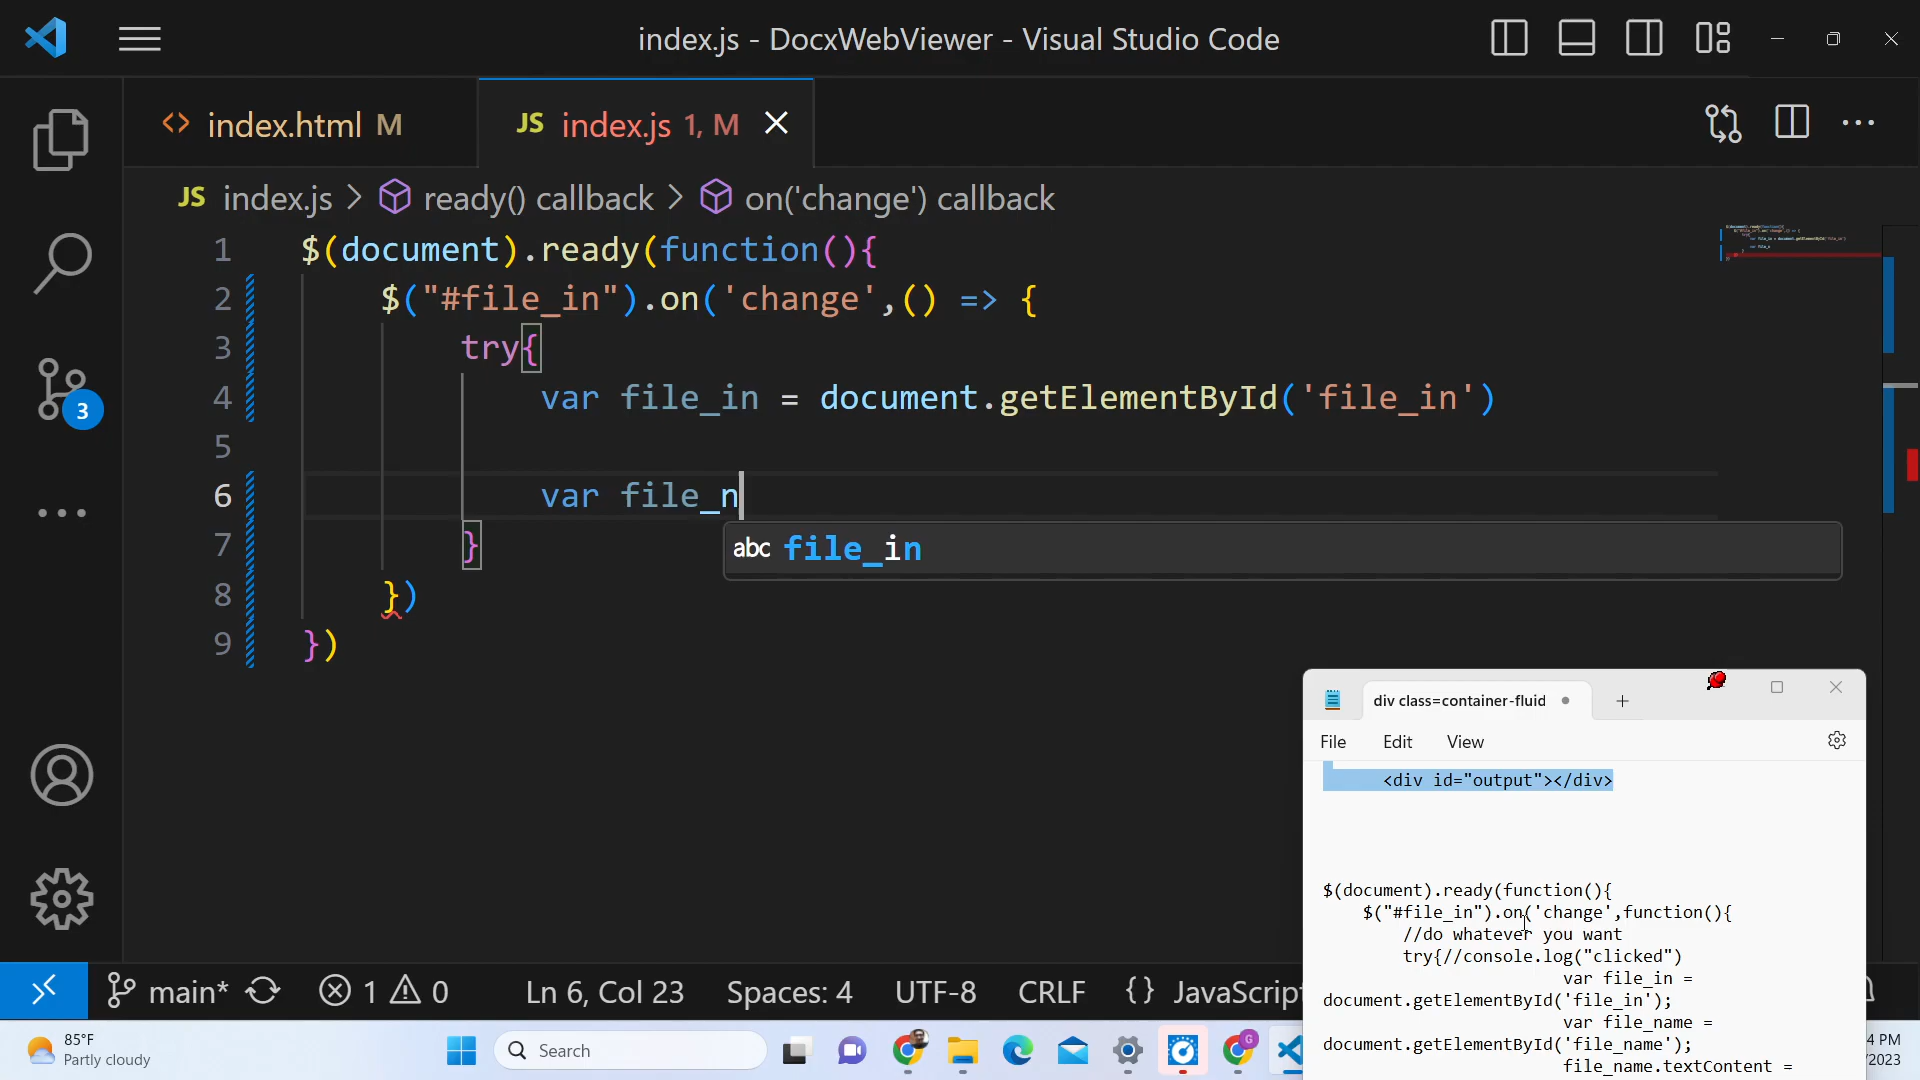 index.js - DocxWebViewer - Visual Studio Code
<> index.html M
JS index.js 1, M
JS index.js > ready() callback > on('change') callback
1 $(document).ready(function(){
2 $("#file_in").on('change',() => {
3 try{
4 var file_in = document.getElementById('file_in')
5
6 var file_n
7 }
abc file_in
8 })
9 })
3
div class=container-fluid
File Edit View
<div id="output"></div>
$(document).ready(function(){
$("#file_in").on('change',function(){
//do whatever you want
try{//console.log("clicked")
var file_in =
document.getElementById('file_in');
var file_name =
document.getElementById('file_name');
file_name.textContent =
main* 1 0 Ln 6, Col 23 Spaces: 4 UTF-8 CRLF {} JavaScript
85°F
Partly cloudy
Search
G
4 PM
/2023